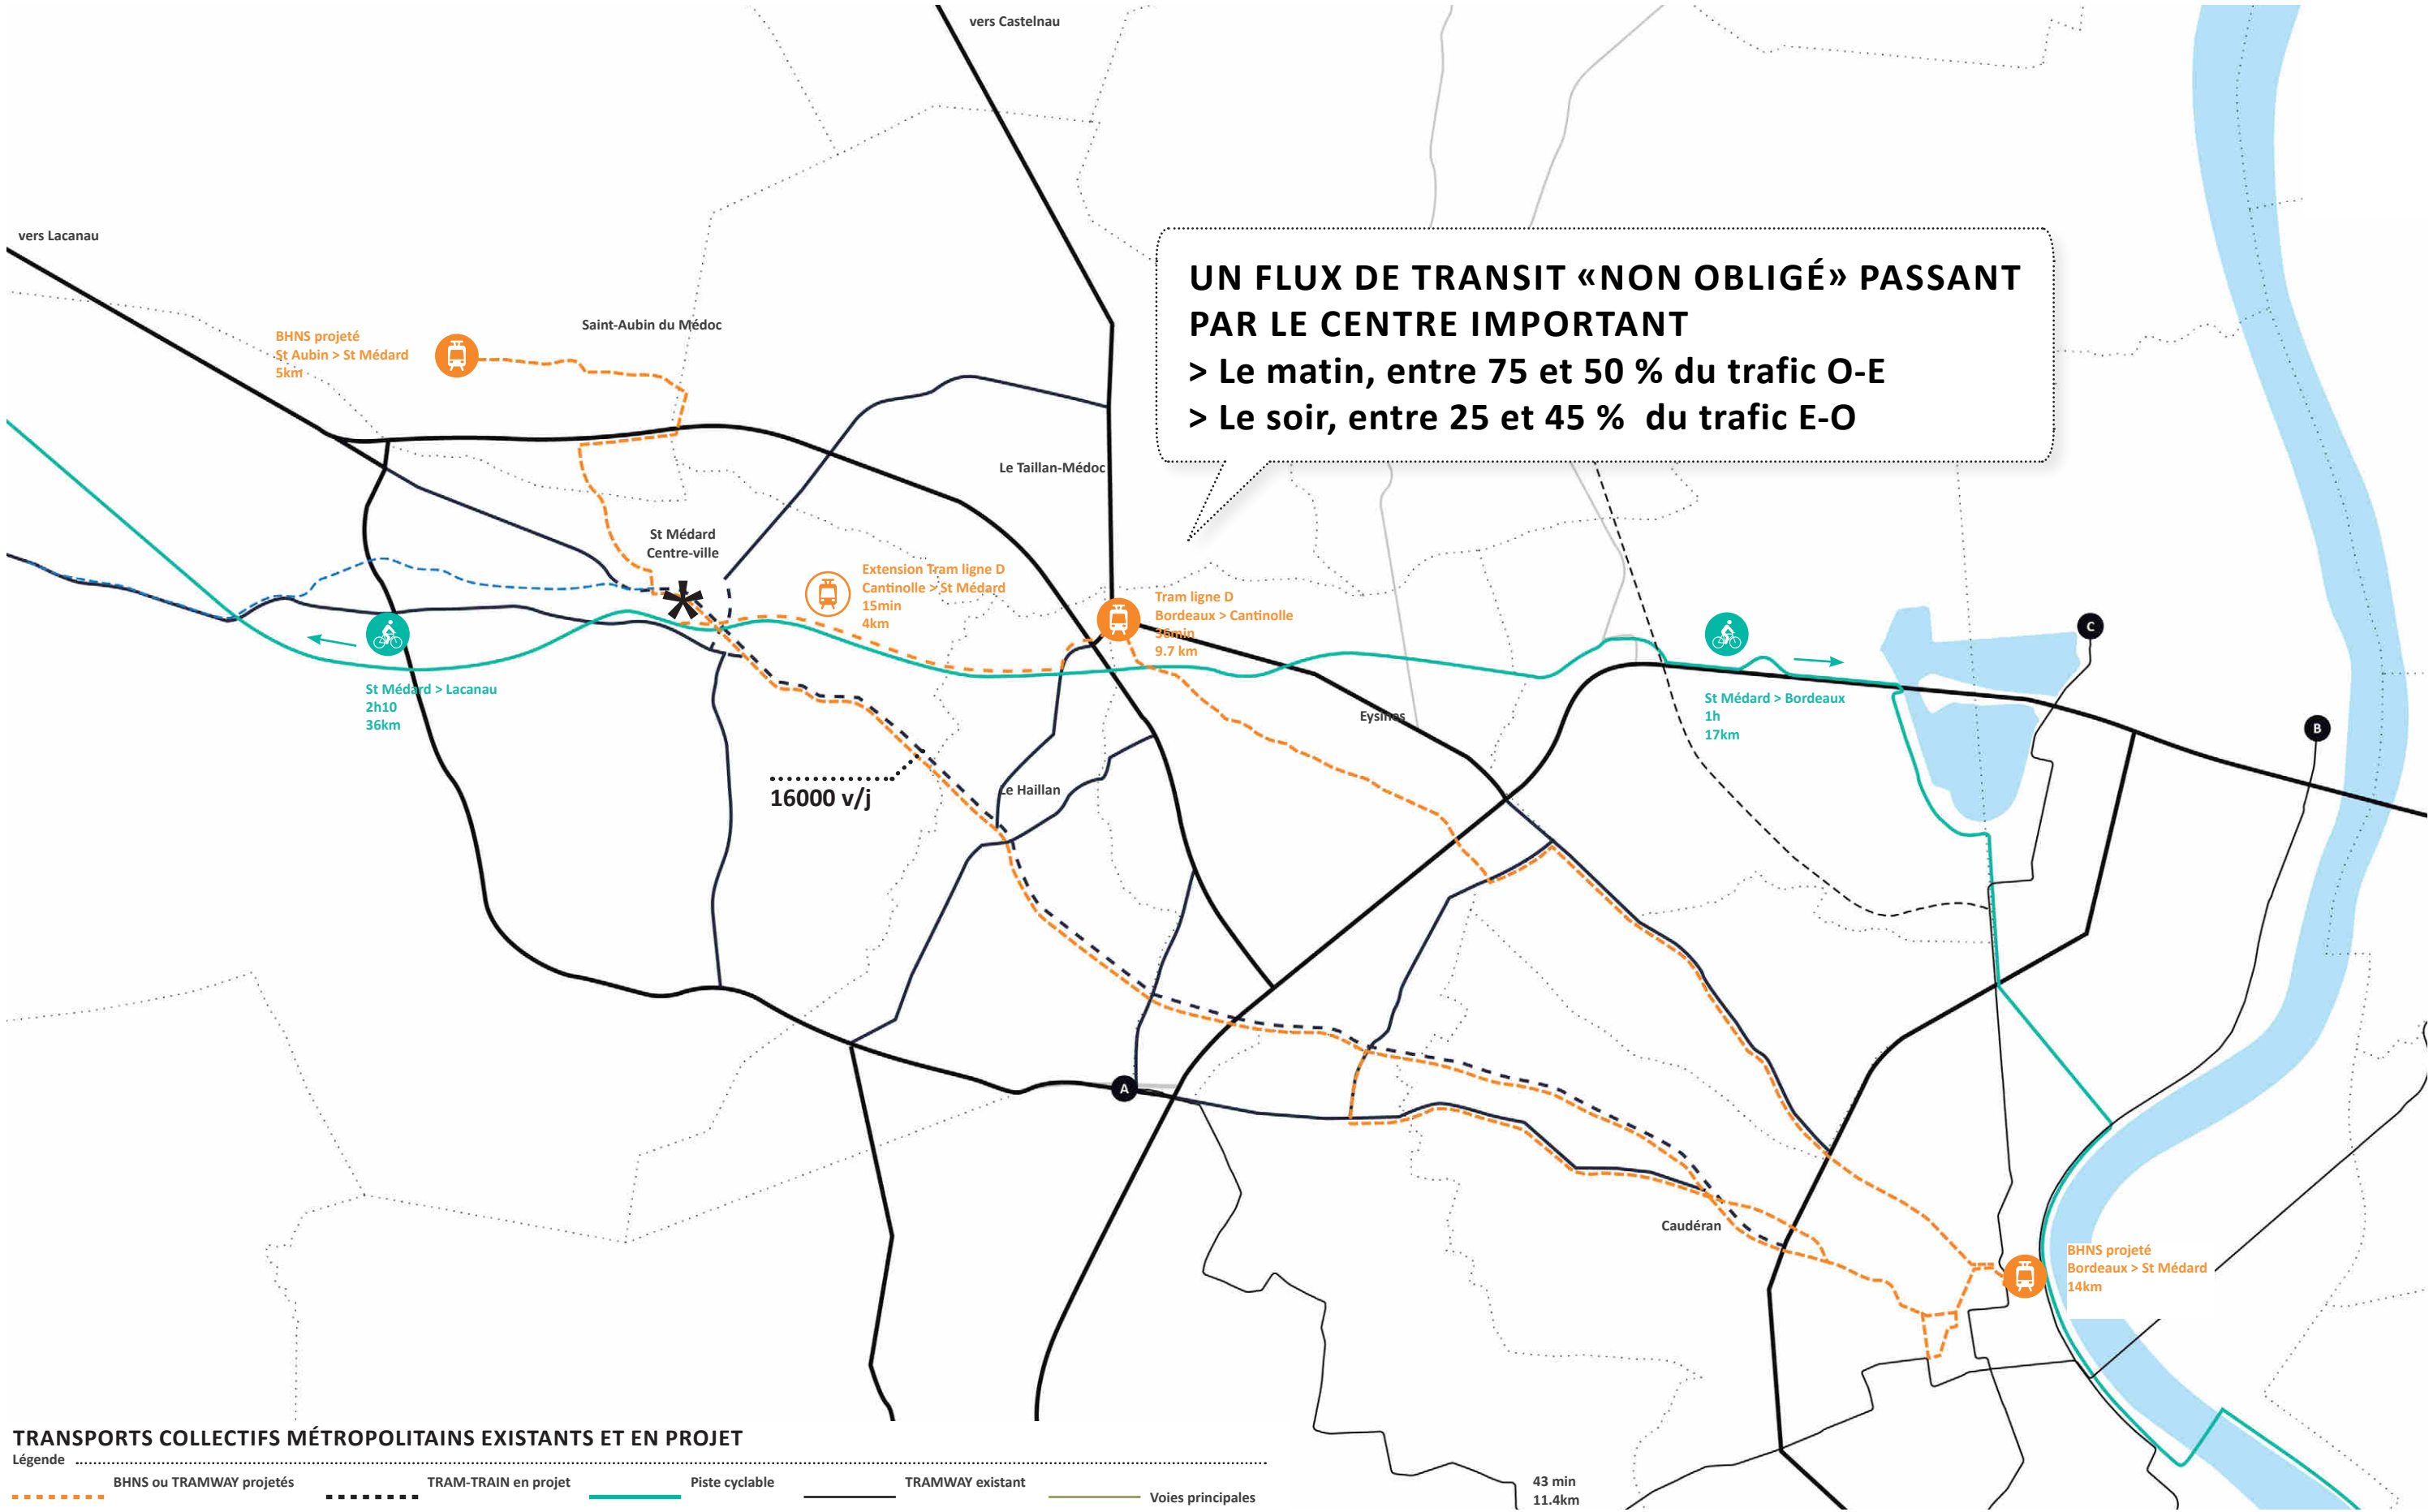 vers Castelnau
vers Lacanau
UN FLUX DE TRANSIT «NON OBLIGÉ» PASSANT
PAR LE CENTRE IMPORTANT
> Le matin, entre 75 et 50 % du trafic O-E
> Le soir, entre 25 et 45 % du trafic E-O
BHNS projeté
St Aubin > St Médard
5km
Saint-Aubin du Médoc
Le Taillan-Médoc
St Médard
Centre-ville
Extension Tram ligne D
Cantinolle > St Médard
15min
4km
Tram ligne D
Bordeaux > Cantinolle
36min
9.7 km
C
St Médard > Lacanau
2h10
36km
St Médard > Bordeaux
1h
17km
Eysines
B
16000 v/j
Le Haillan
A
Caudéran
BHNS projeté
Bordeaux > St Médard
14km
TRANSPORTS COLLECTIFS MÉTROPOLITAINS EXISTANTS ET EN PROJET
Légende
BHNS ou TRAMWAY projetés
TRAM-TRAIN en projet
Piste cyclable
TRAMWAY existant
Voies principales
43 min
11.4km